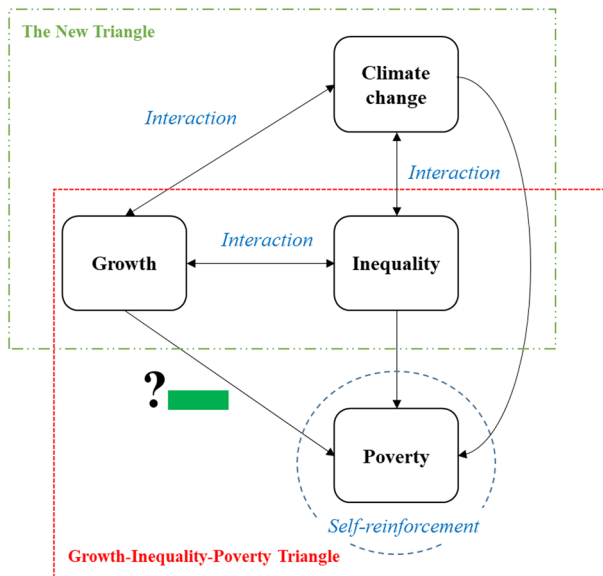 The New Triangle
Climate
change
Interaction
Interaction
Interaction
Growth
Inequality
?
Poverty
Self-reinforcement
Growth-Inequality-Poverty Triangle